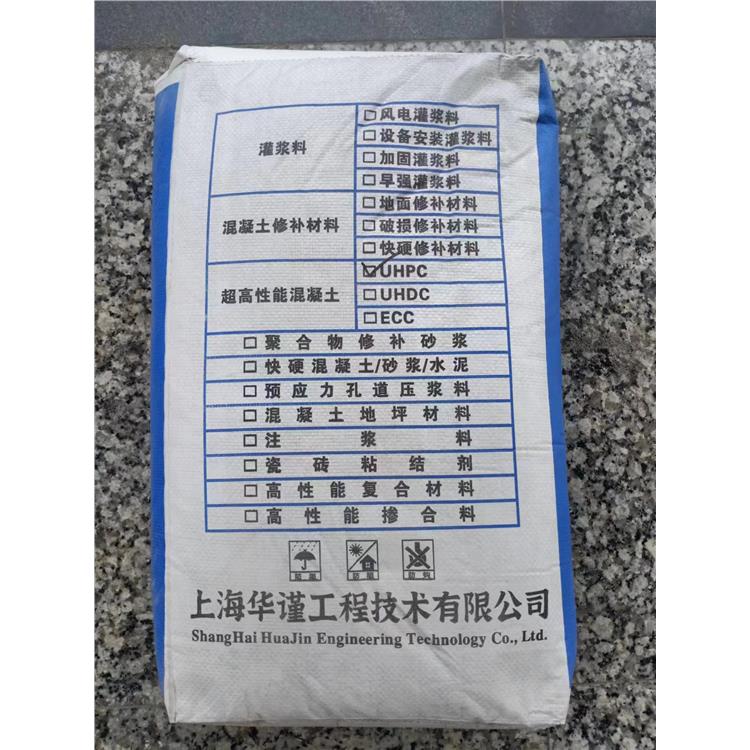 灌浆料
□风电灌浆料
□设备安装灌浆料
□加固灌浆料
□早强灌浆料
混凝土修补材料
□地面修补材料
□破损修补材料
□快硬修补材料
超高性能混凝土
☑UHPC
□UHDC
□ECC
□聚合物修补砂浆
□快硬混凝土/砂浆/水泥
□预应力孔道压浆料
□混凝土地坪材料
□注浆料
□瓷砖粘结剂
□高性能复合材料
□高性能掺合料
防潮 防晒 防钩
上海华谨工程技术有限公司
ShangHai HuaJin Engineering Technology Co., Ltd.